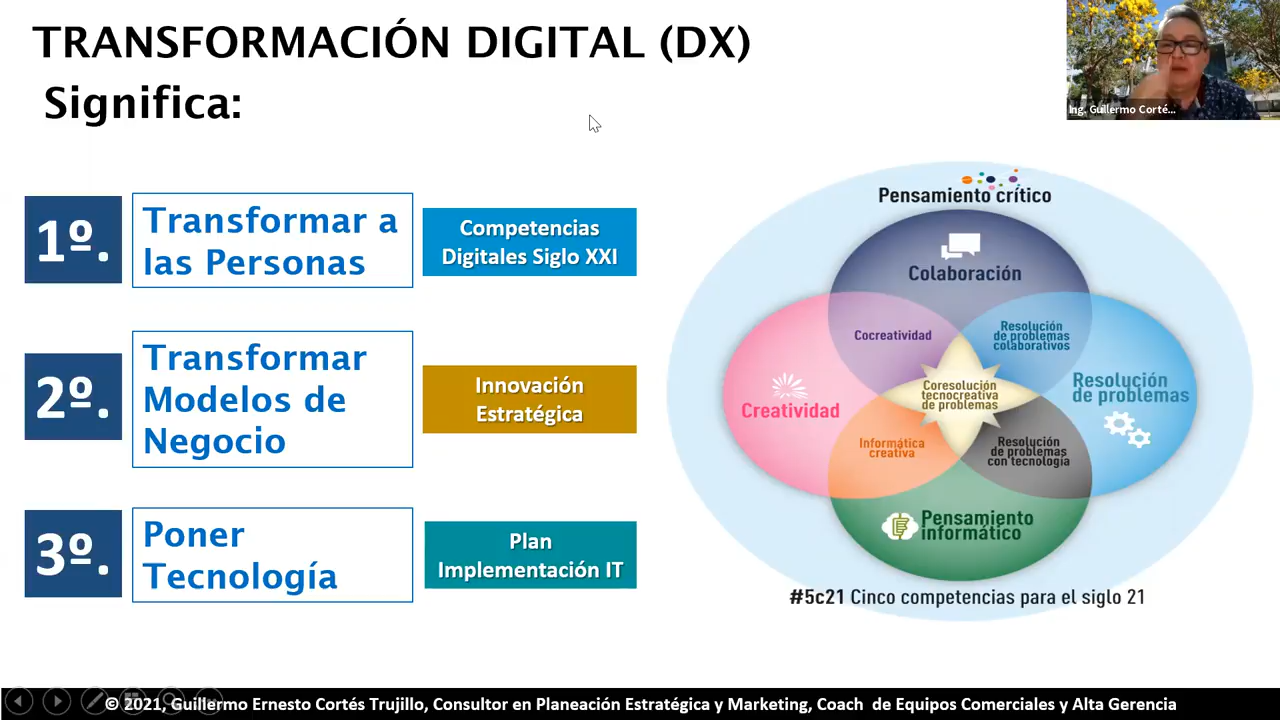 TRANSFORMACIÓN DIGITAL (DX)
Significa:
Ing. Guillermo Corté...
1º.
Transformar a
las Personas
Competencias
Digitales Siglo XXI
2º.
Transformar
Modelos de
Negocio
Innovación
Estratégica
3º.
Poner
Tecnología
Plan
Implementación IT
Pensamiento crítico
Colaboración
Cocreatividad
Resolución
de problemas
colaborativos
Creatividad
Coresolución
tecnocreativa
de problemas
Resolución
de problemas
Informática
creativa
Resolución
de problemas
con tecnología
Pensamiento
informático
#5c21 Cinco competencias para el siglo 21
© 2021, Guillermo Ernesto Cortés Trujillo, Consultor en Planeación Estratégica y Marketing, Coach de Equipos Comerciales y Alta Gerencia